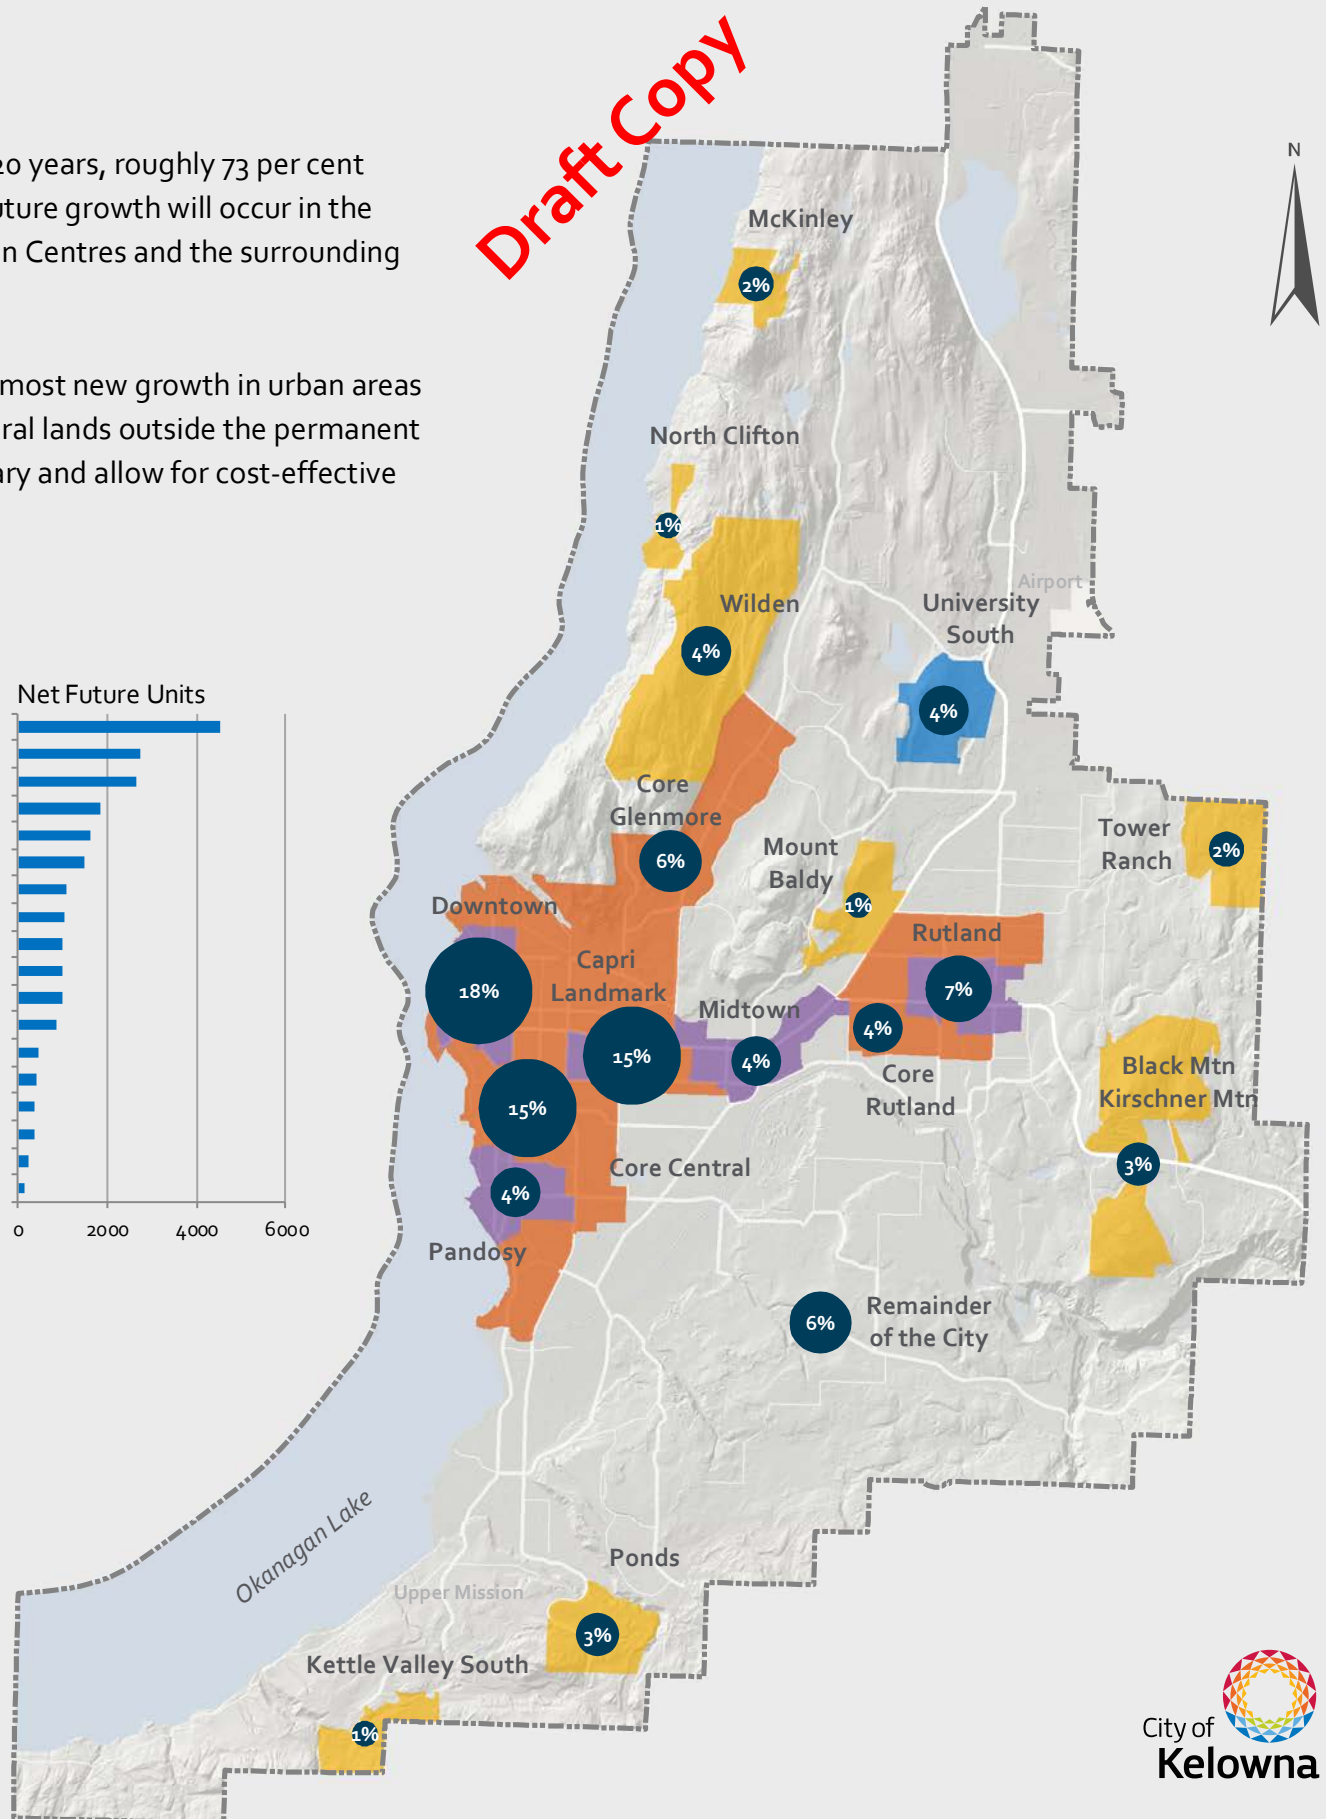 Draft Copy
20 years, roughly 73 per cent
uture growth will occur in the
n Centres and the surrounding
most new growth in urban areas
ral lands outside the permanent
ary and allow for cost-effective
N
McKinley
2%
North Clifton
1%
Wilden
4%
Airport
University
South
4%
Net Future Units
0 2000 4000 6000
Core
Glenmore
6%
Mount
Baldy
1%
Tower
Ranch
2%
Downtown
18%
Capri
Landmark
15%
Midtown
4%
Rutland
7%
4%
Core
Rutland
Black Mtn
Kirschner Mtn
3%
15%
Core Central
4%
Pandosy
6%
Remainder
of the City
Okanagan Lake
Upper Mission
Ponds
3%
Kettle Valley South
1%
City of
Kelowna